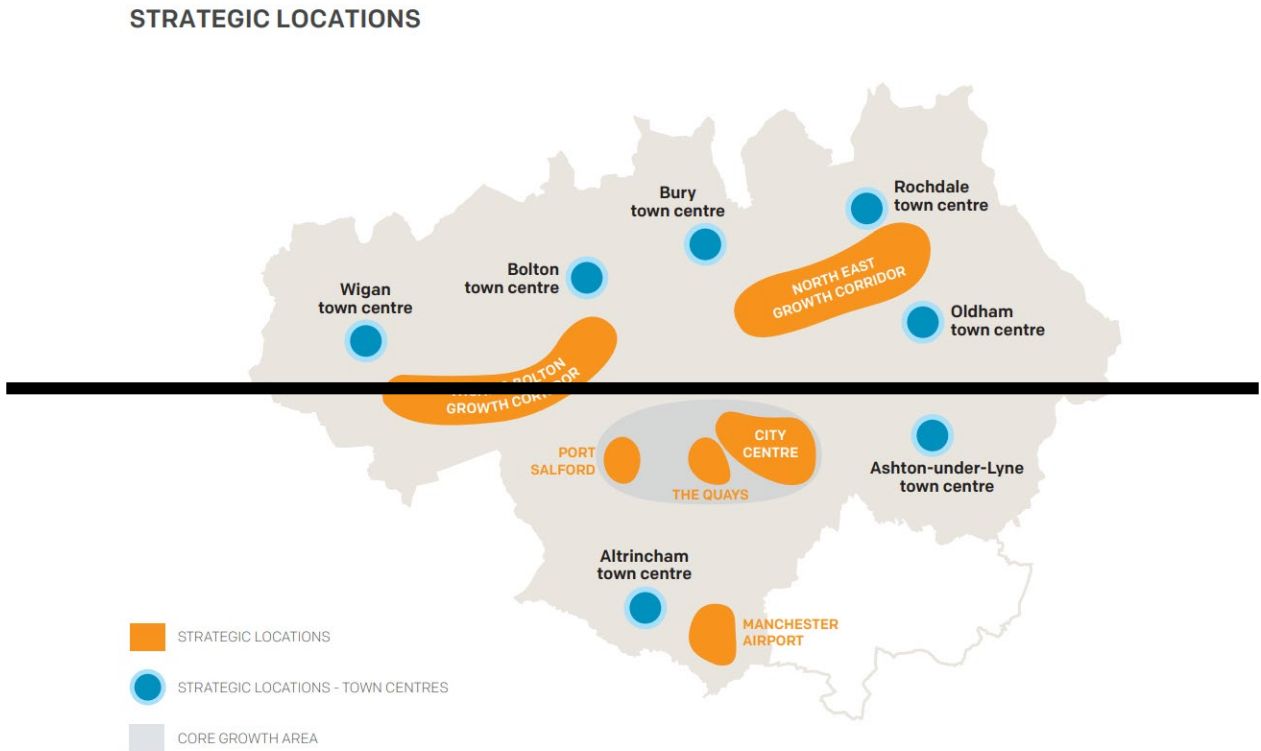 STRATEGIC LOCATIONS
Bury
town centre
Rochdale
town centre
Bolton
town centre
Wigan
town centre
NORTH EAST
GROWTH CORRIDOR
Oldham
town centre
BOLTON
GROWTH CORRIDOR
PORT
SALFORD
CITY
CENTRE
THE QUAYS
Ashton-under-Lyne
town centre
Altrincham
town centre
MANCHESTER
AIRPORT
STRATEGIC LOCATIONS
STRATEGIC LOCATIONS - TOWN CENTRES
CORE GROWTH AREA